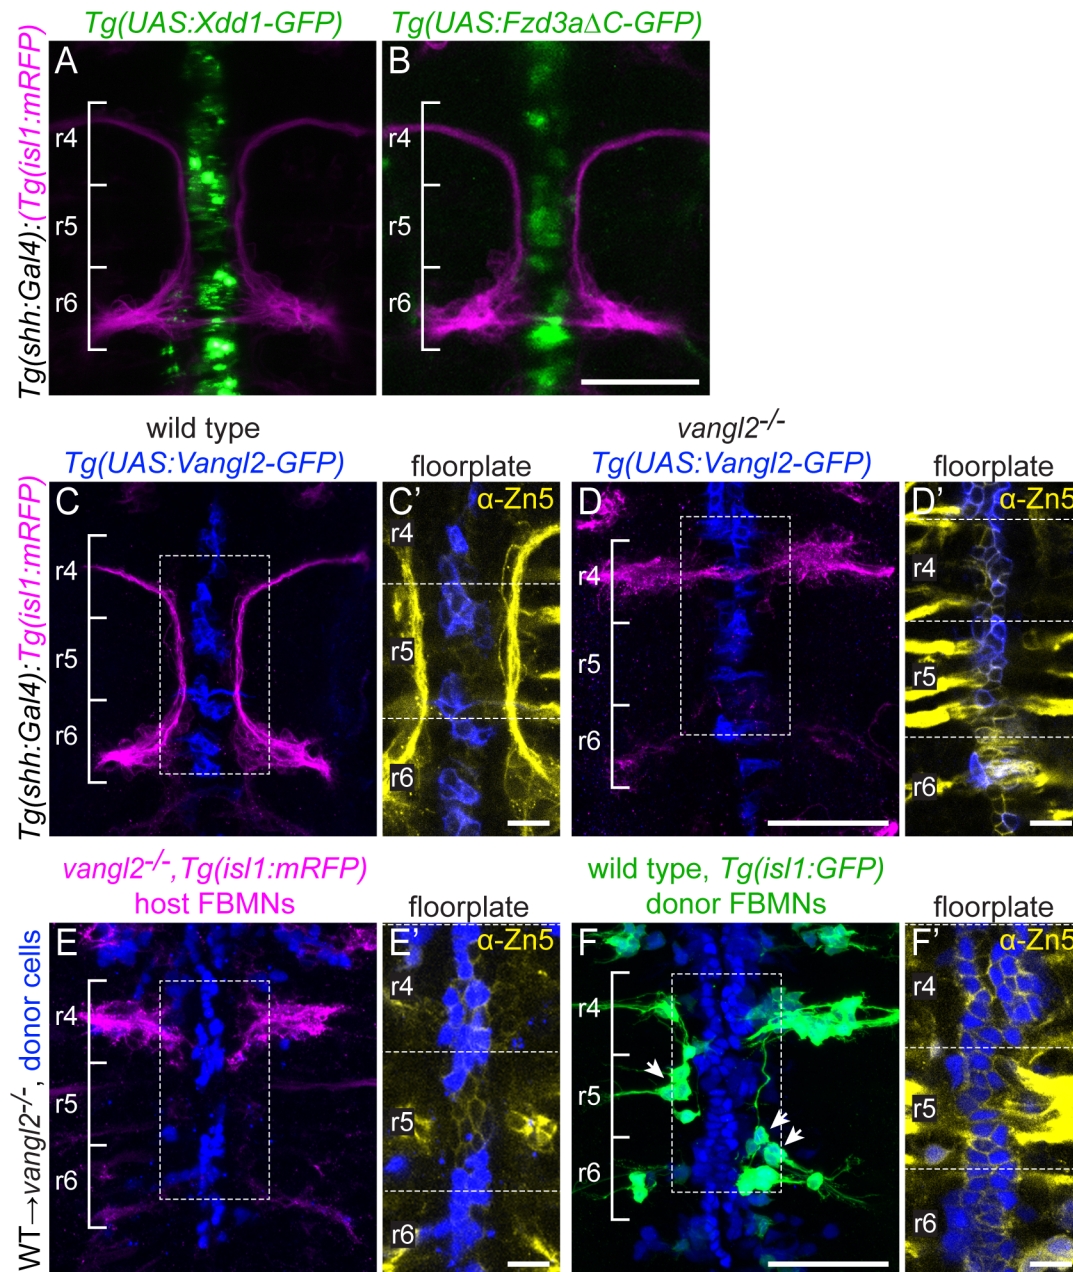 Tg(UAS:Xdd1-GFP)
Tg(UAS:Fzd3aΔC-GFP)
Tg(shh:Gal4):(Tg(isl1:mRFP)
A
r4
r5
r6
B
r4
r5
r6
wild type
Tg(UAS:Vangl2-GFP)
floorplate
vangl2-/-
Tg(UAS:Vangl2-GFP)
floorplate
Tg(shh:Gal4):Tg(isl1:mRFP)
C
r4
r5
r6
C'
α-Zn5
r4
r5
r6
D
r4
r5
r6
D'
α-Zn5
r4
r5
r6
vangl2-/-,Tg(isl1:mRFP)
host FBMNs
floorplate
wild type, Tg(isl1:GFP)
donor FBMNs
floorplate
WT→vangl2-/-, donor cells
E
r4
r5
r6
E'
α-Zn5
r4
r5
r6
F
r4
r5
r6
F'
α-Zn5
r4
r5
r6